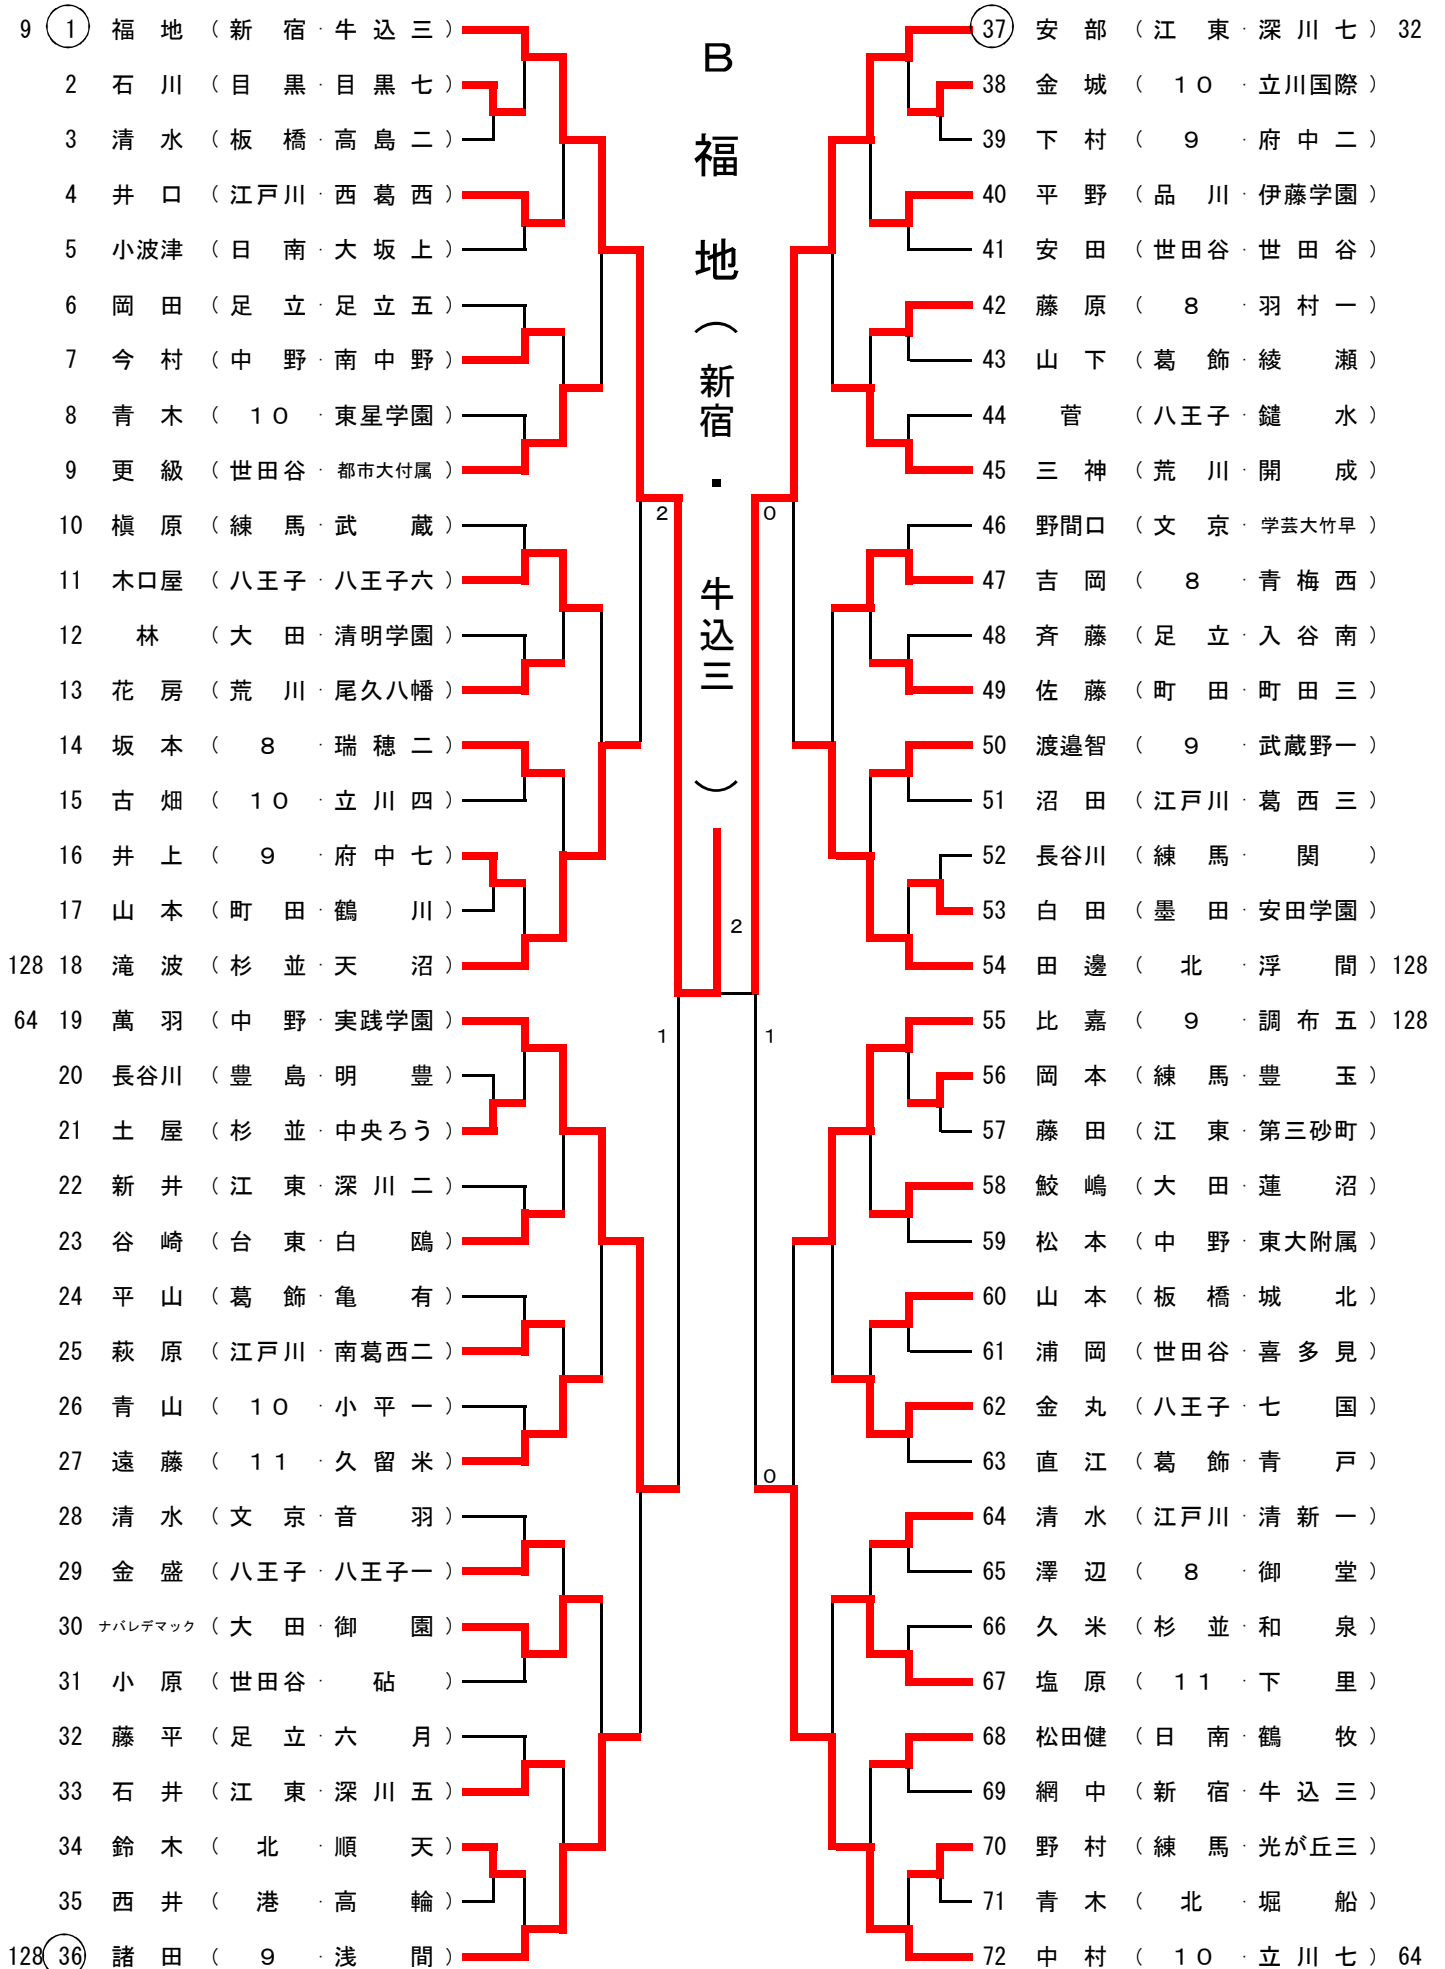 B 福地（新宿・牛込三）
9 1 福地（新宿・牛込三）
2 石川（目黒・目黒七）
3 清水（板橋・高島二）
4 井口（江戸川・西葛西）
5 小波津（日南・大坂上）
6 岡田（足立・足立五）
7 今村（中野・南中野）
8 青木（10・東星学園）
9 更級（世田谷・都市大付属）
10 槇原（練馬・武蔵）
11 木口屋（八王子・八王子六）
12 林（大田・清明学園）
13 花房（荒川・尾久八幡）
14 坂本（8・瑞穂二）
15 古畑（10・立川四）
16 井上（9・府中七）
17 山本（町田・鶴川）
128 18 滝波（杉並・天沼）
64 19 萬羽（中野・実践学園）
20 長谷川（豊島・明豊）
21 土屋（杉並・中央ろう）
22 新井（江東・深川二）
23 谷崎（台東・白鴎）
24 平山（葛飾・亀有）
25 萩原（江戸川・南葛西二）
26 青山（10・小平一）
27 遠藤（11・久留米）
28 清水（文京・音羽）
29 金盛（八王子・八王子一）
30 ナバレデマック（大田・御園）
31 小原（世田谷・砧）
32 藤平（足立・六月）
33 石井（江東・深川五）
34 鈴木（北・順天）
35 西井（港・高輪）
128 36 諸田（9・浅間）
2
0
2
1
1
0
37 安部（江東・深川七）32
38 金城（10・立川国際）
39 下村（9・府中二）
40 平野（品川・伊藤学園）
41 安田（世田谷・世田谷）
42 藤原（8・羽村一）
43 山下（葛飾・綾瀬）
44 菅（八王子・鑓水）
45 三神（荒川・開成）
46 野間口（文京・学芸大竹早）
47 吉岡（8・青梅西）
48 斉藤（足立・入谷南）
49 佐藤（町田・町田三）
50 渡邉智（9・武蔵野一）
51 沼田（江戸川・葛西三）
52 長谷川（練馬・関）
53 白田（墨田・安田学園）
54 田邊（北・浮間）128
55 比嘉（9・調布五）128
56 岡本（練馬・豊玉）
57 藤田（江東・第三砂町）
58 鮫嶋（大田・蓮沼）
59 松本（中野・東大附属）
60 山本（板橋・城北）
61 浦岡（世田谷・喜多見）
62 金丸（八王子・七国）
63 直江（葛飾・青戸）
64 清水（江戸川・清新一）
65 澤辺（8・御堂）
66 久米（杉並・和泉）
67 塩原（11・下里）
68 松田健（日南・鶴牧）
69 網中（新宿・牛込三）
70 野村（練馬・光が丘三）
71 青木（北・堀船）
72 中村（10・立川七）64